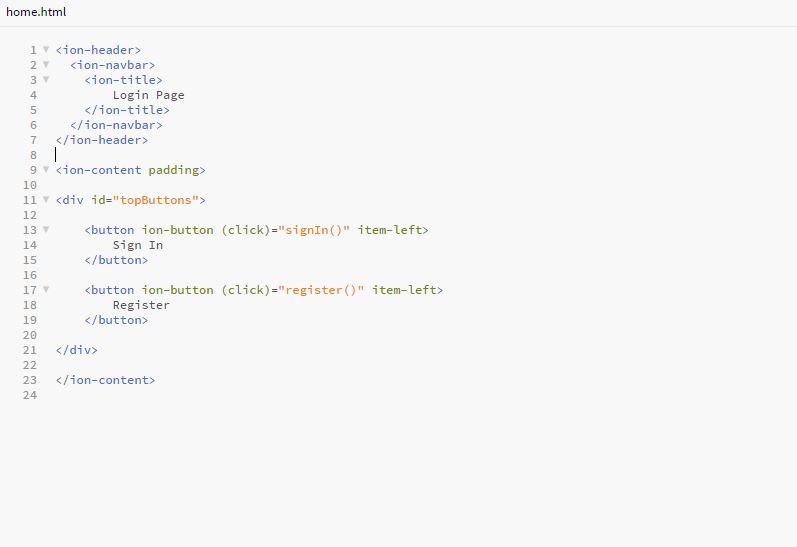 home.html
1 <ion-header>
2   <ion-navbar>
3     <ion-title>
4         Login Page
5     </ion-title>
6   </ion-navbar>
7 </ion-header>
8
9 <ion-content padding>
10
11 <div id="topButtons">
12
13     <button ion-button (click)="signIn()" item-left>
14         Sign In
15     </button>
16
17     <button ion-button (click)="register()" item-left>
18         Register
19     </button>
20
21 </div>
22
23 </ion-content>
24